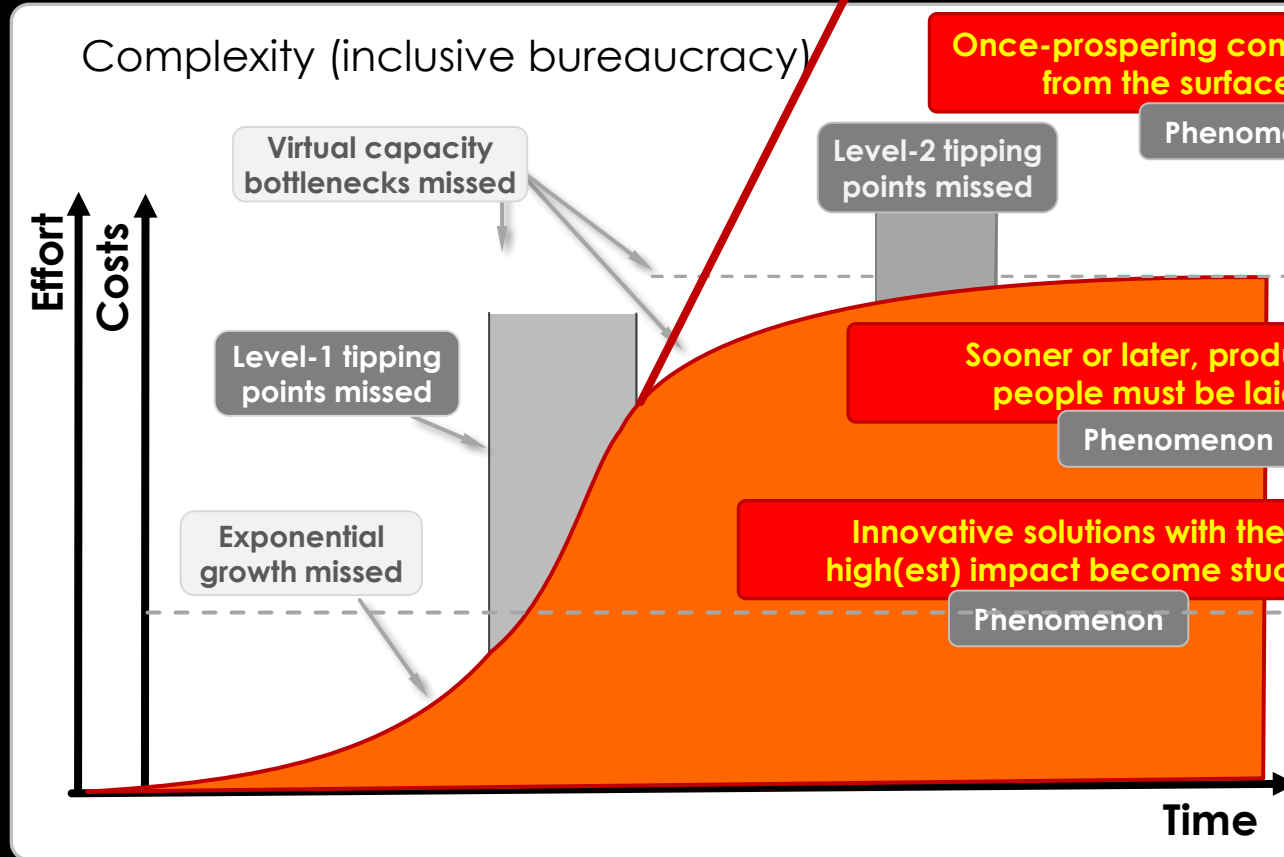 Complexity (inclusive bureaucracy)
Once-prospering con
from the surface
Phenom
Virtual capacity
bottlenecks missed
Level-2 tipping
points missed
Effort
Costs
Level-1 tipping
points missed
Sooner or later, produ
people must be lai
Phenomenon
Exponential
growth missed
Innovative solutions with the
high(est) impact become stu
Phenomenon
Time